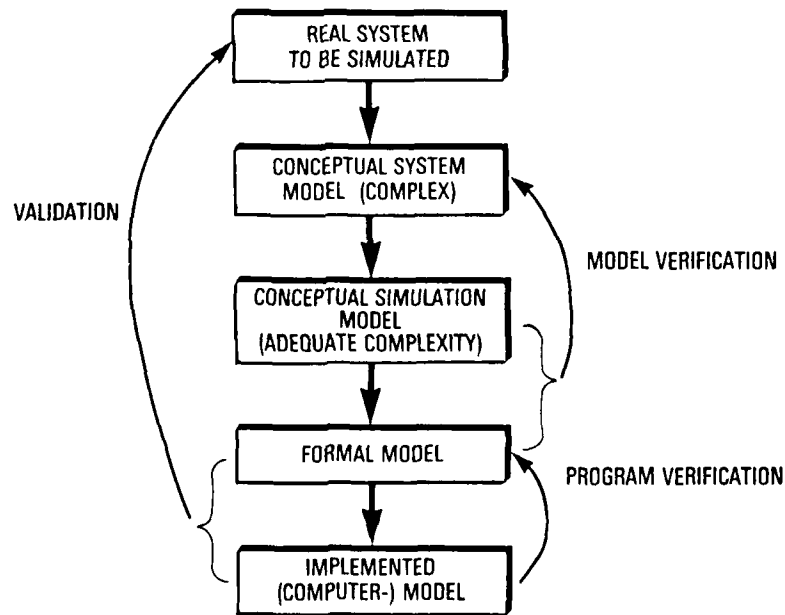 REAL SYSTEM
TO BE SIMULATED
CONCEPTUAL SYSTEM
MODEL (COMPLEX)
VALIDATION
MODEL VERIFICATION
CONCEPTUAL SIMULATION
MODEL
(ADEQUATE COMPLEXITY)
FORMAL MODEL
PROGRAM VERIFICATION
IMPLEMENTED
(COMPUTER-) MODEL